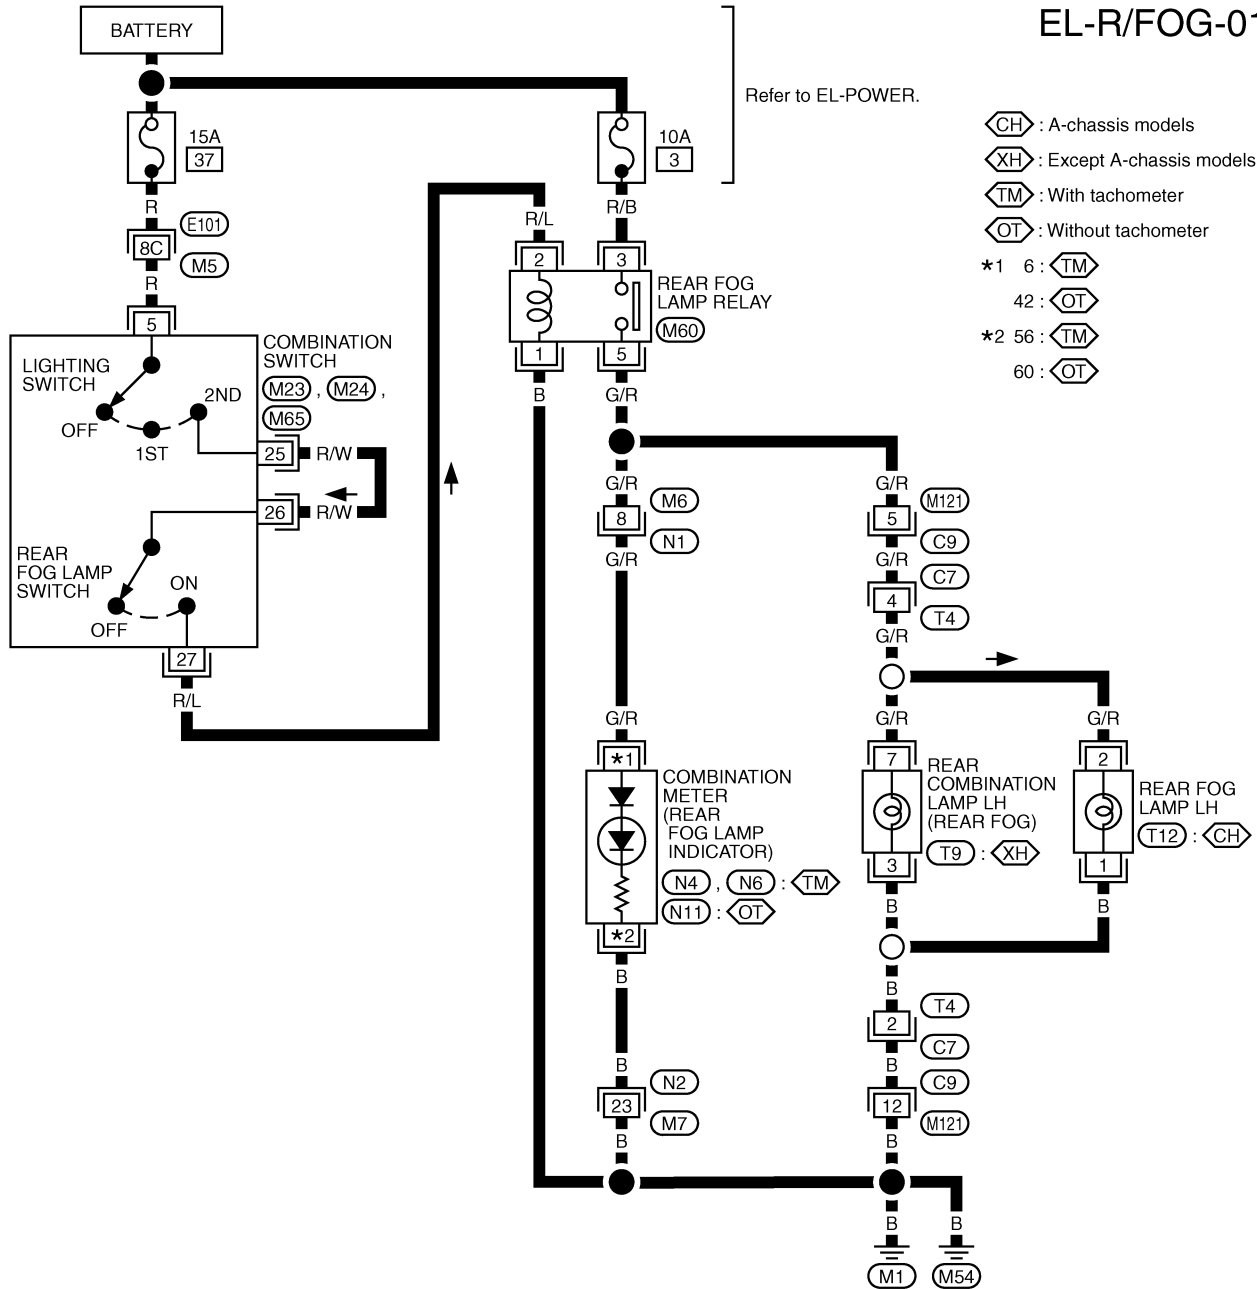 EL-R/FOG-01
BATTERY
Refer to EL-POWER.
CH : A-chassis models
XH : Except A-chassis models
TM : With tachometer
OT : Without tachometer
*1 6 : TM
42 : OT
*2 56 : TM
60 : OT
15A
37
10A
3
R
E101
8C
M5
R
5
R/L
R/B
2
3
REAR FOG
LAMP RELAY
M60
1
5
B
G/R
COMBINATION
SWITCH
M23 , M24 ,
M65
LIGHTING
SWITCH
OFF
1ST
2ND
25
R/W
26
R/W
REAR
FOG LAMP
SWITCH
ON
OFF
27
R/L
G/R
M6
8
N1
G/R
G/R
M121
5
C9
G/R
C7
4
T4
G/R
G/R
G/R
G/R
*1
COMBINATION
METER
(REAR
FOG LAMP
INDICATOR)
N4 , N6 : TM
N11 : OT
*2
B
7
REAR
COMBINATION
LAMP LH
(REAR FOG)
T9 : XH
3
B
2
REAR FOG
LAMP LH
T12 : CH
1
B
B
T4
2
C7
B
B
N2
23
M7
B
C9
12
M121
B
B
B
M1
M54